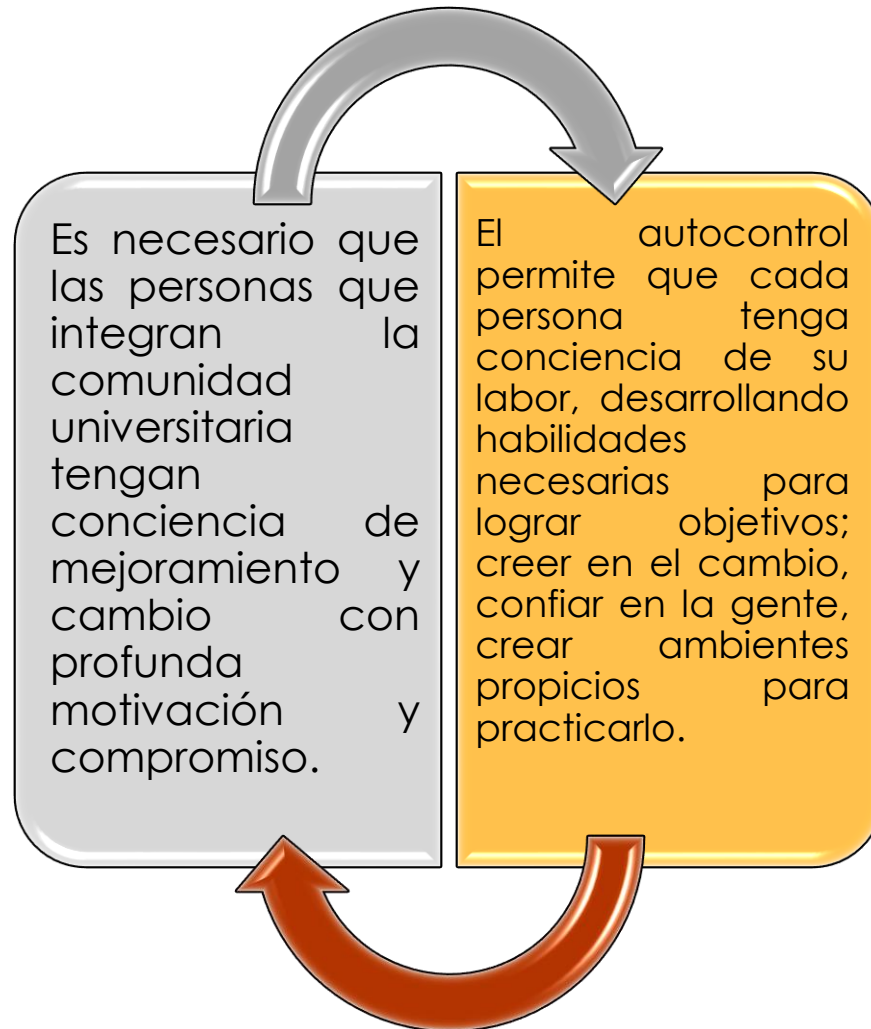 Es necesario que
las personas que
integran la
comunidad
universitaria
tengan
conciencia de
mejoramiento y
cambio con
profunda
motivación y
compromiso.
El autocontrol
permite que cada
persona tenga
conciencia de su
labor, desarrollando
habilidades
necesarias para
lograr objetivos;
creer en el cambio,
confiar en la gente,
crear ambientes
propicios para
practicarlo.